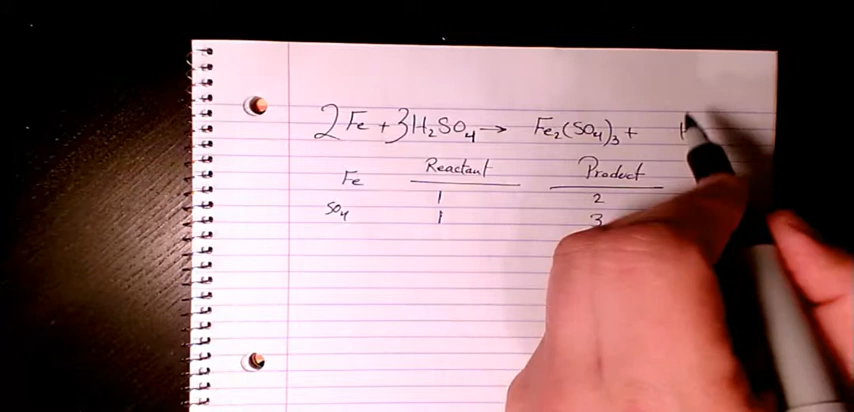 2Fe + 3H₂SO₄ → Fe₂(SO₄)₃ +
Reactant Product
Fe 1 2
SO₄ 1 3